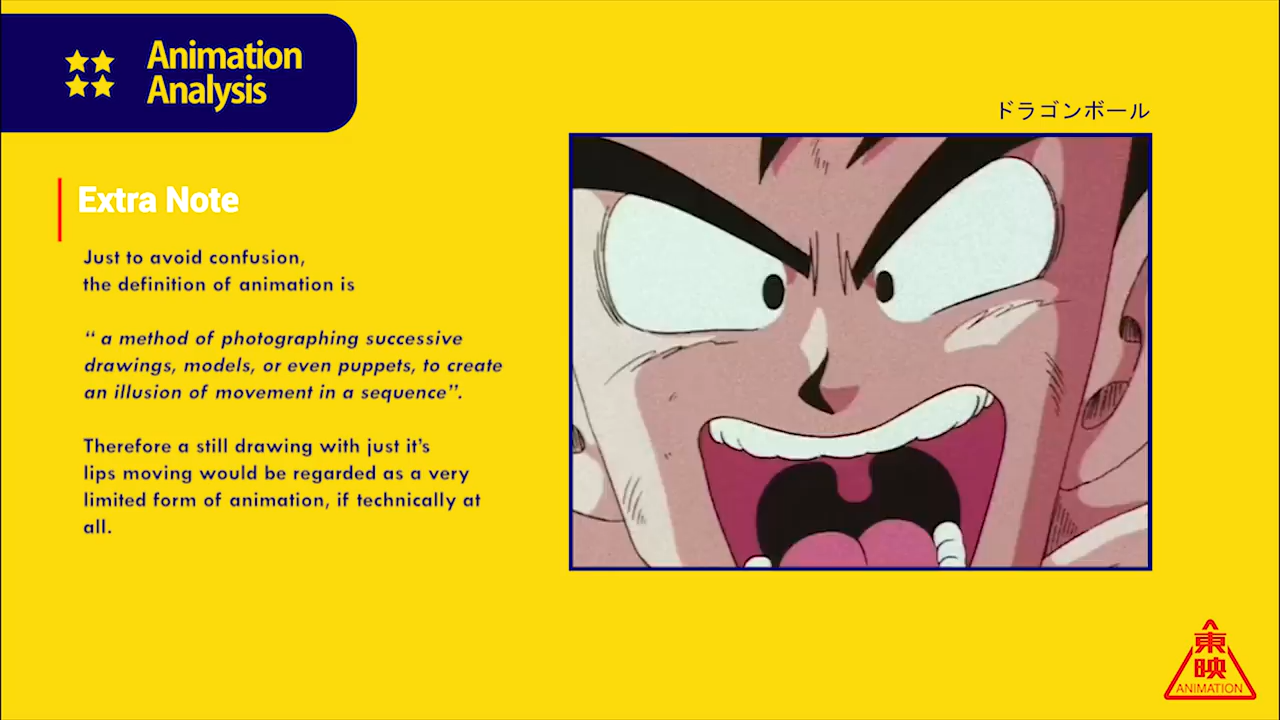 Animation
Analysis
ドラゴンボール
Extra Note
Just to avoid confusion,
the definition of animation is
“ a method of photographing successive
drawings, models, or even puppets, to create
an illusion of movement in a sequence”.
Therefore a still drawing with just it’s
lips moving would be regarded as a very
limited form of animation, if technically at
all.
東
映
ANIMATION